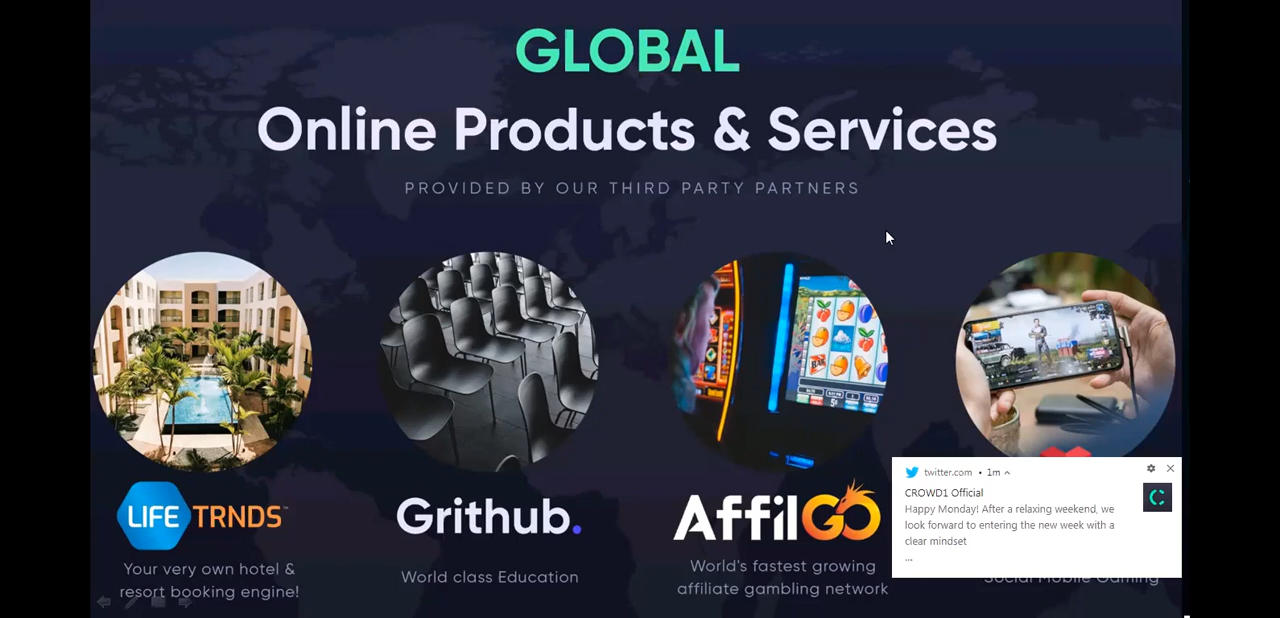 GLOBAL
Online Products & Services
PROVIDED BY OUR THIRD PARTY PARTNERS
LIFE TRNDS™
Your very own hotel &
resort booking engine!
Grithub.
World class Education
AffilGO
World's fastest growing
affiliate gambling network
twitter.com • 1m
CROWD1 Official
Happy Monday! After a relaxing weekend, we
look forward to entering the new week with a
clear mindset
...
Social Mobile Gaming